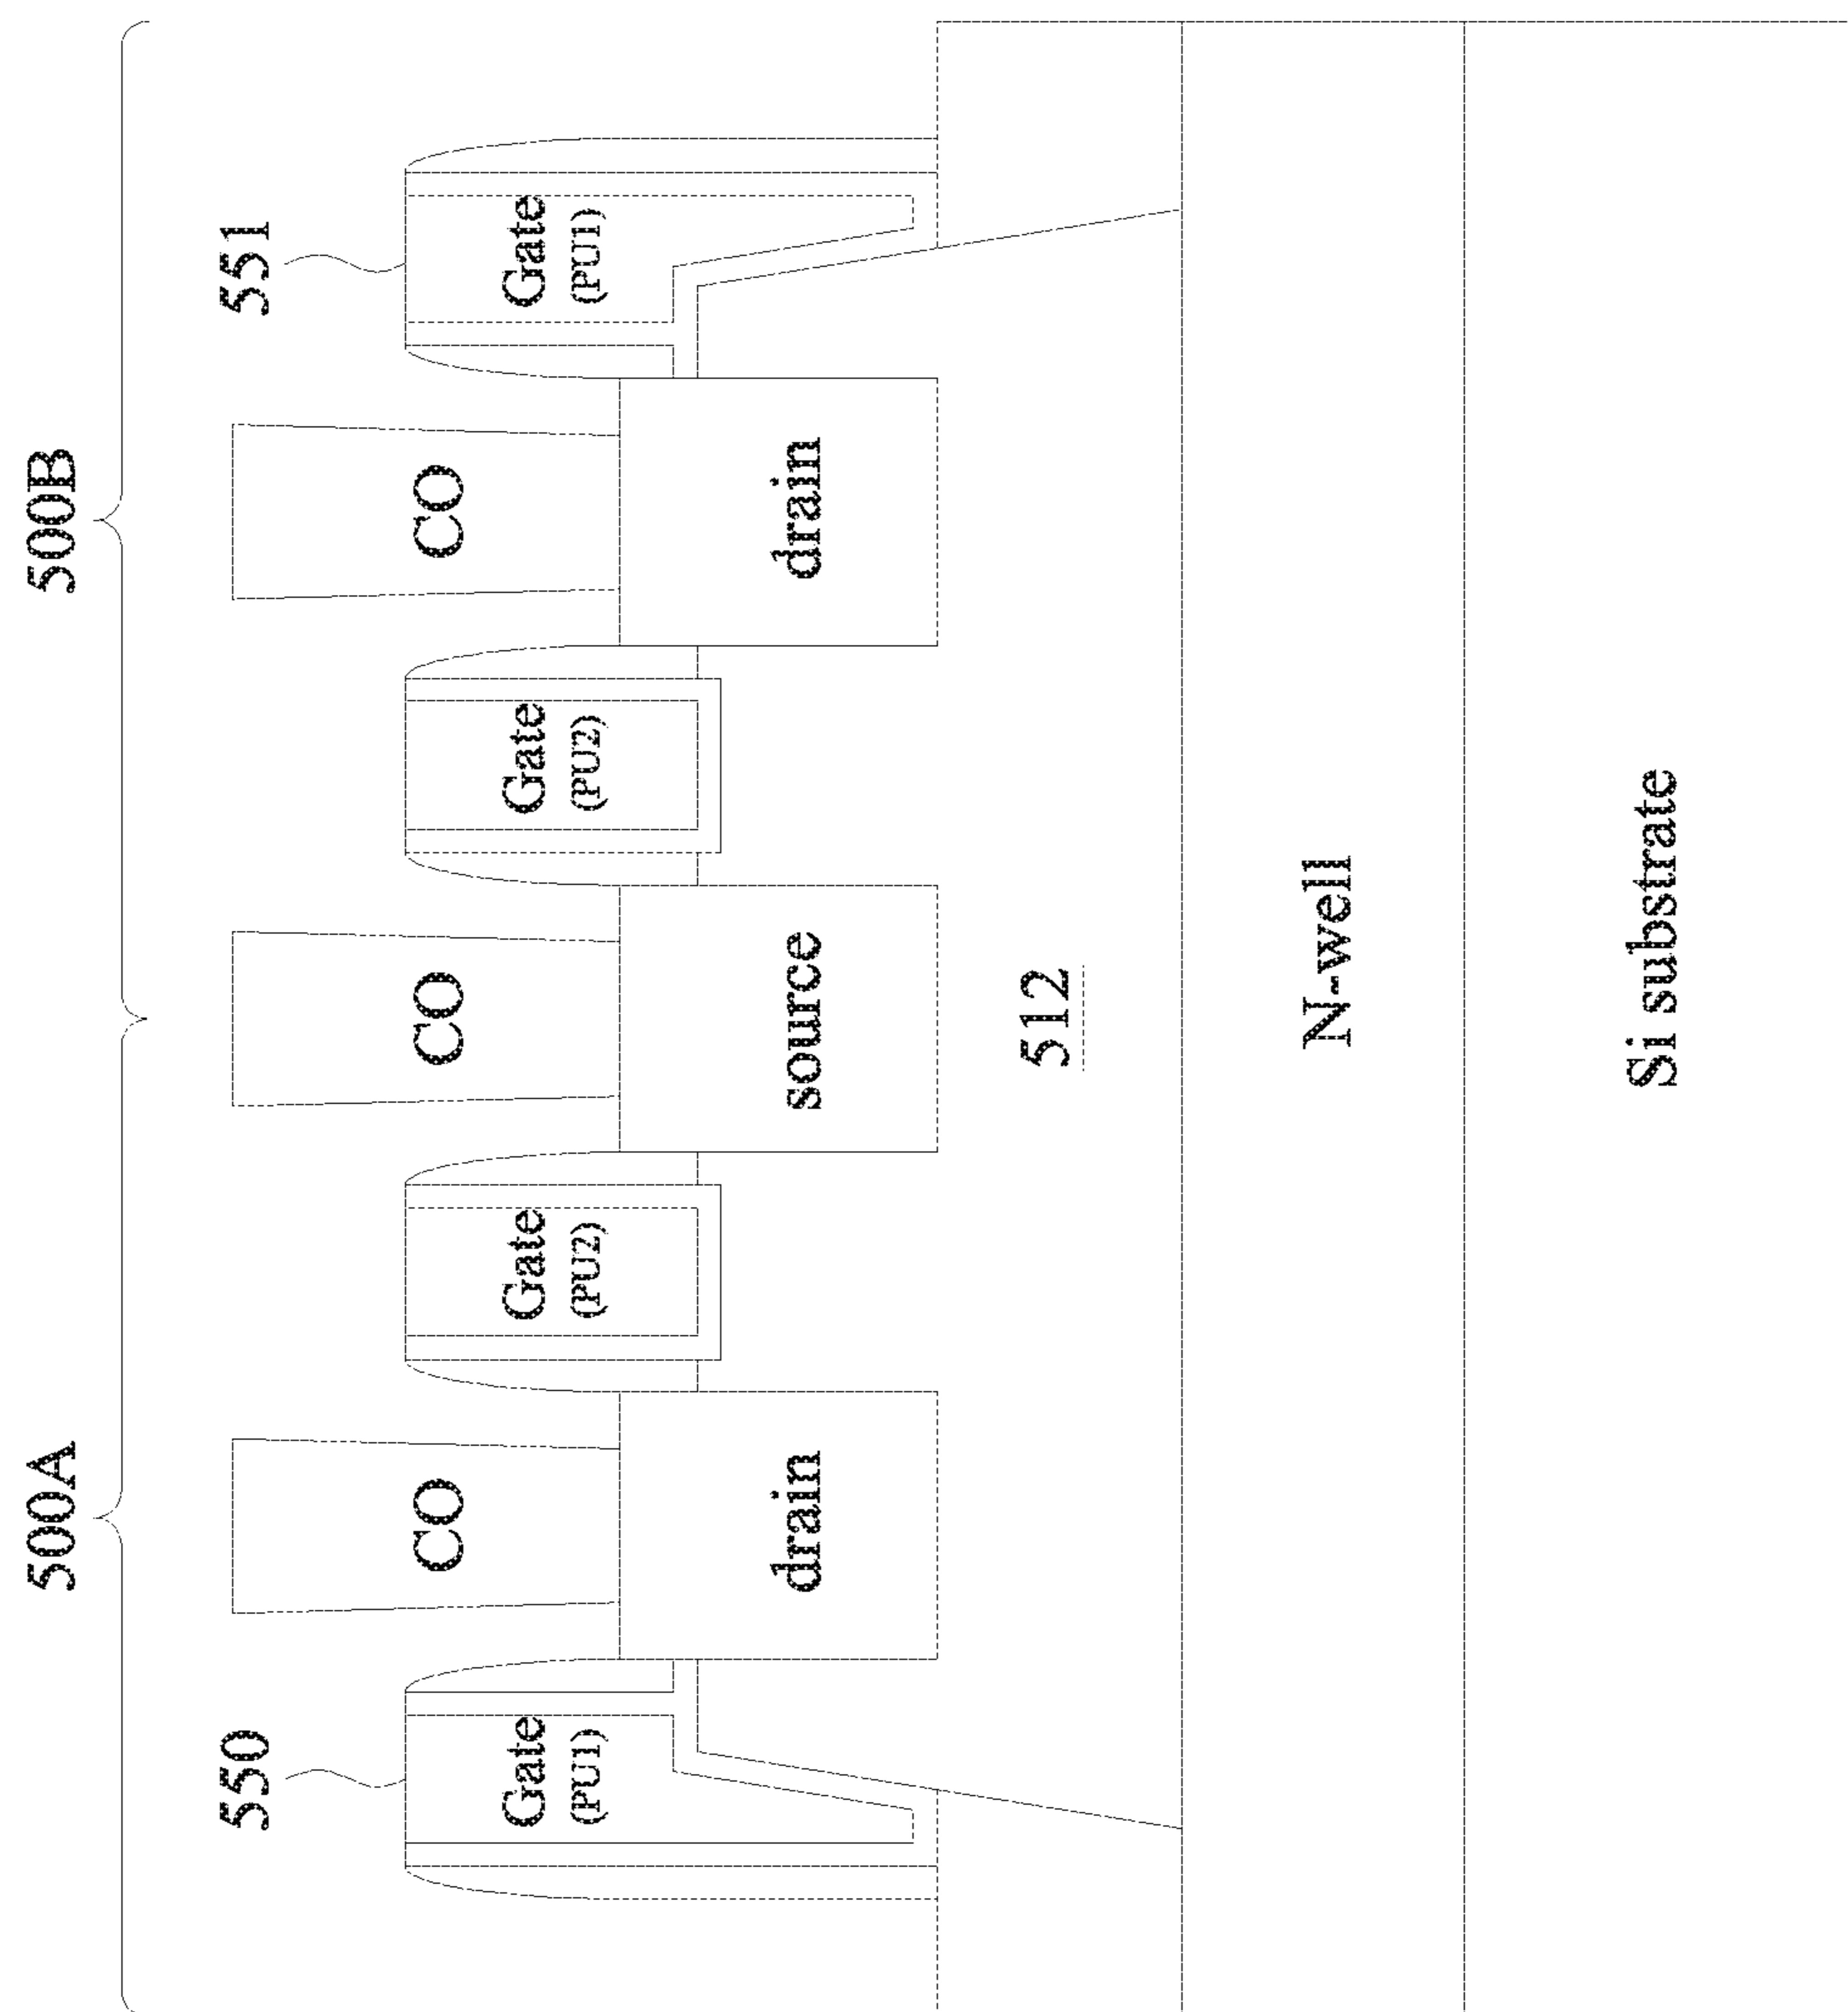 500A
500B
550
551
CO
CO
CO
Gate
(PU1)
Gate
(PU2)
Gate
(PU2)
Gate
(PU1)
drain
source
drain
512
N-well
Si substrate